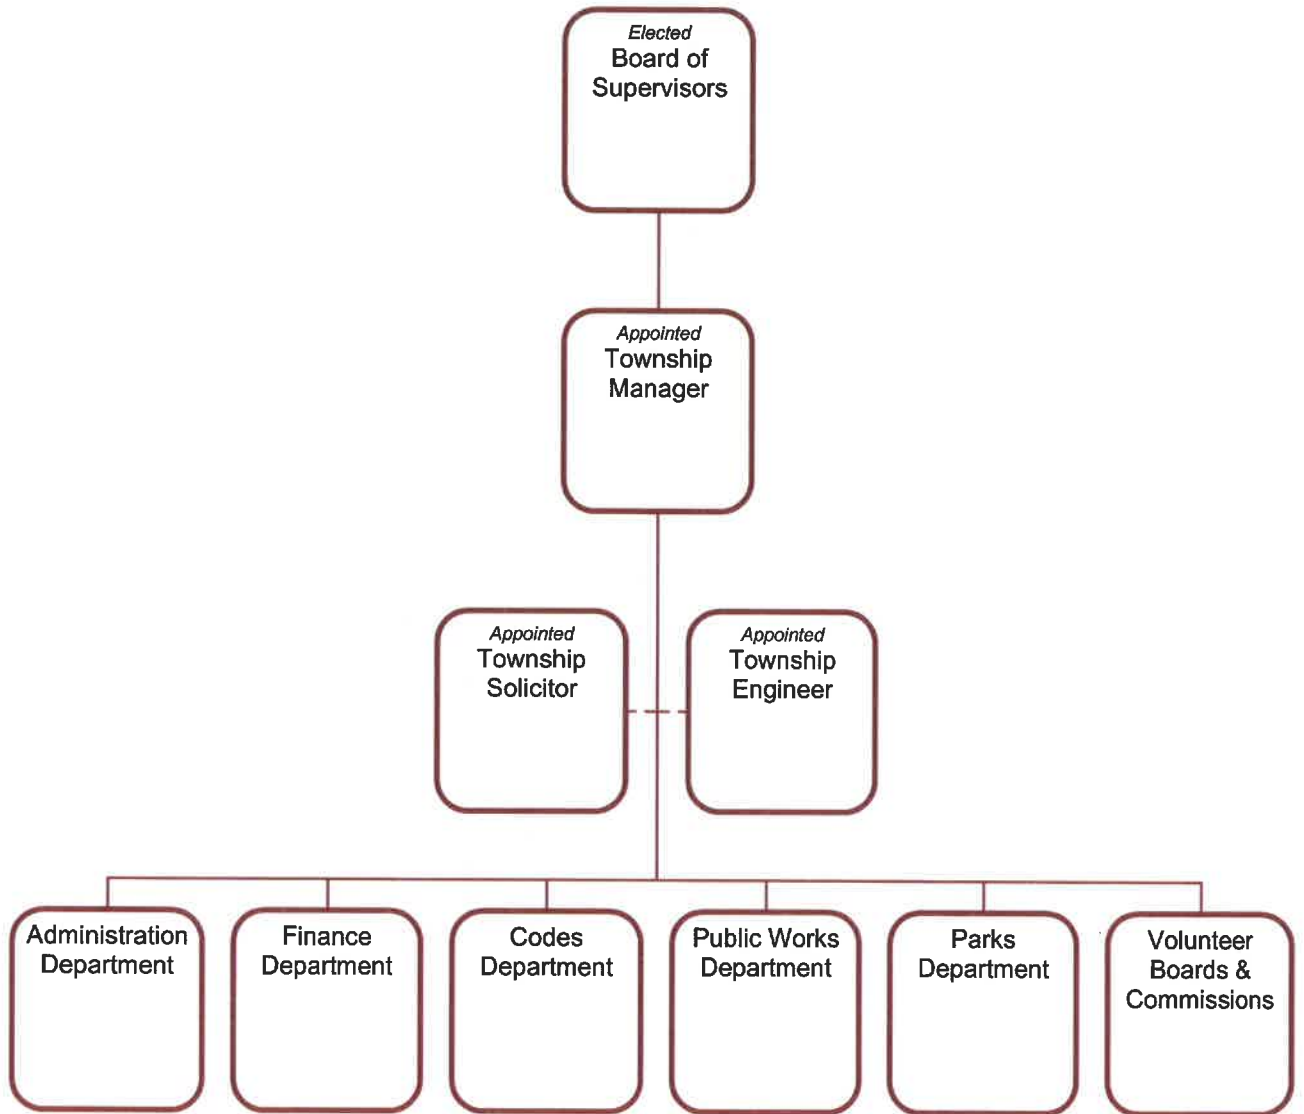 Elected
Board of
Supervisors
Appointed
Township
Manager
Appointed
Township
Solicitor
Appointed
Township
Engineer
Administration
Department
Finance
Department
Codes
Department
Public Works
Department
Parks
Department
Volunteer
Boards &
Commissions